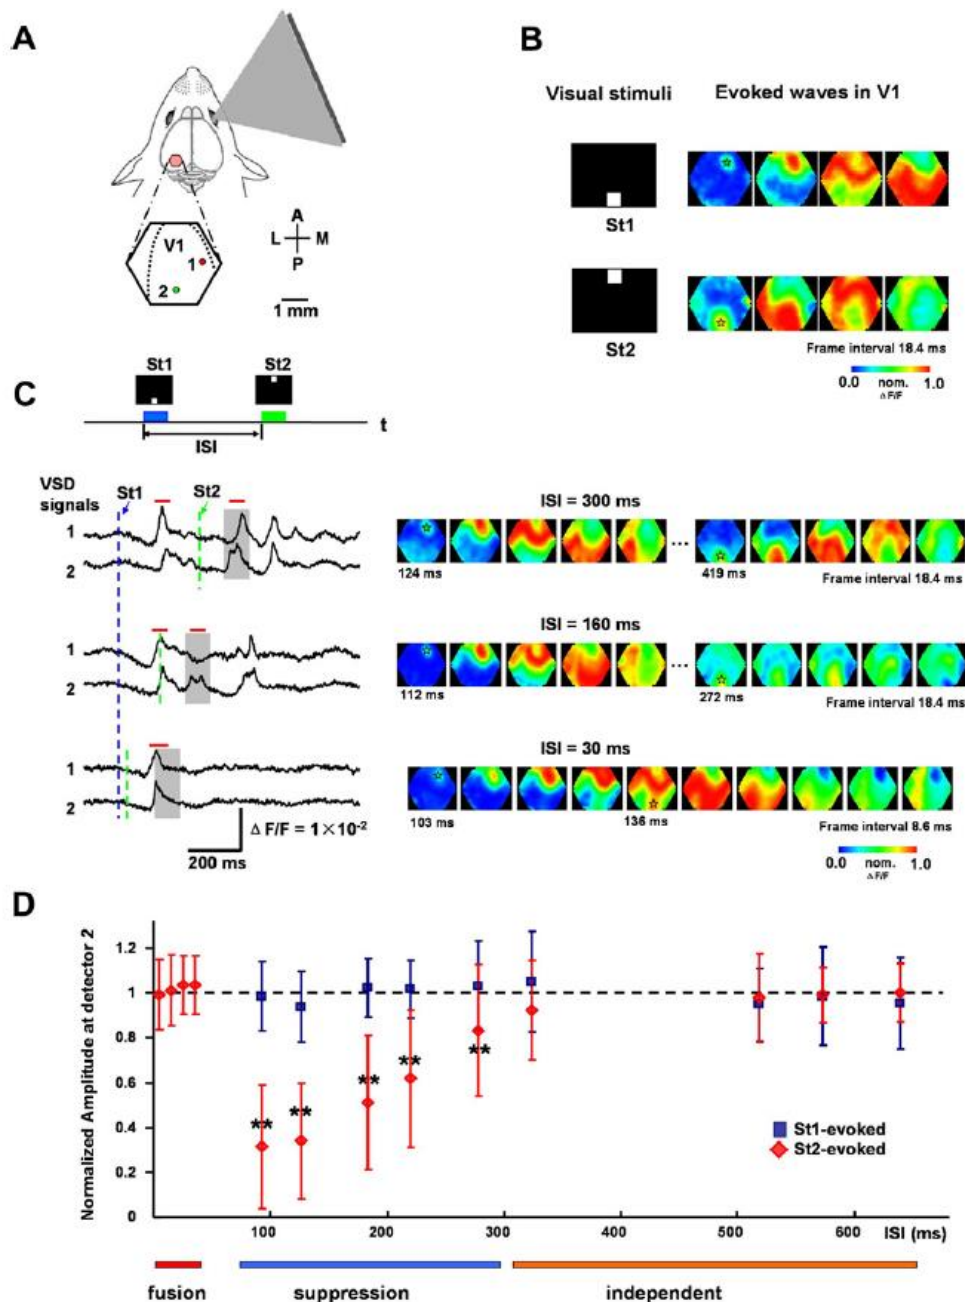 A
V1
1
2
A
L M
P
1 mm
B
Visual stimuli Evoked waves in V1
St1
St2
Frame interval 18.4 ms
0.0 nom. 1.0
Δ F/F
C
St1 St2
t
ISI
VSD
signals
St1 St2
1
2
1
2
1
2
Δ F/F = 1×10-2
200 ms
ISI = 300 ms
...
124 ms 419 ms
Frame interval 18.4 ms
ISI = 160 ms
...
112 ms 272 ms
Frame interval 18.4 ms
ISI = 30 ms
103 ms 136 ms
Frame interval 8.6 ms
0.0 nom. 1.0
Δ F/F
D
Normalized Amplitude at detector 2
1.2
1
0.8
0.6
0.4
0.2
0
** ** ** ** **
St1-evoked
St2-evoked
100 200 300 400 500 600 ISI (ms)
fusion suppression independent